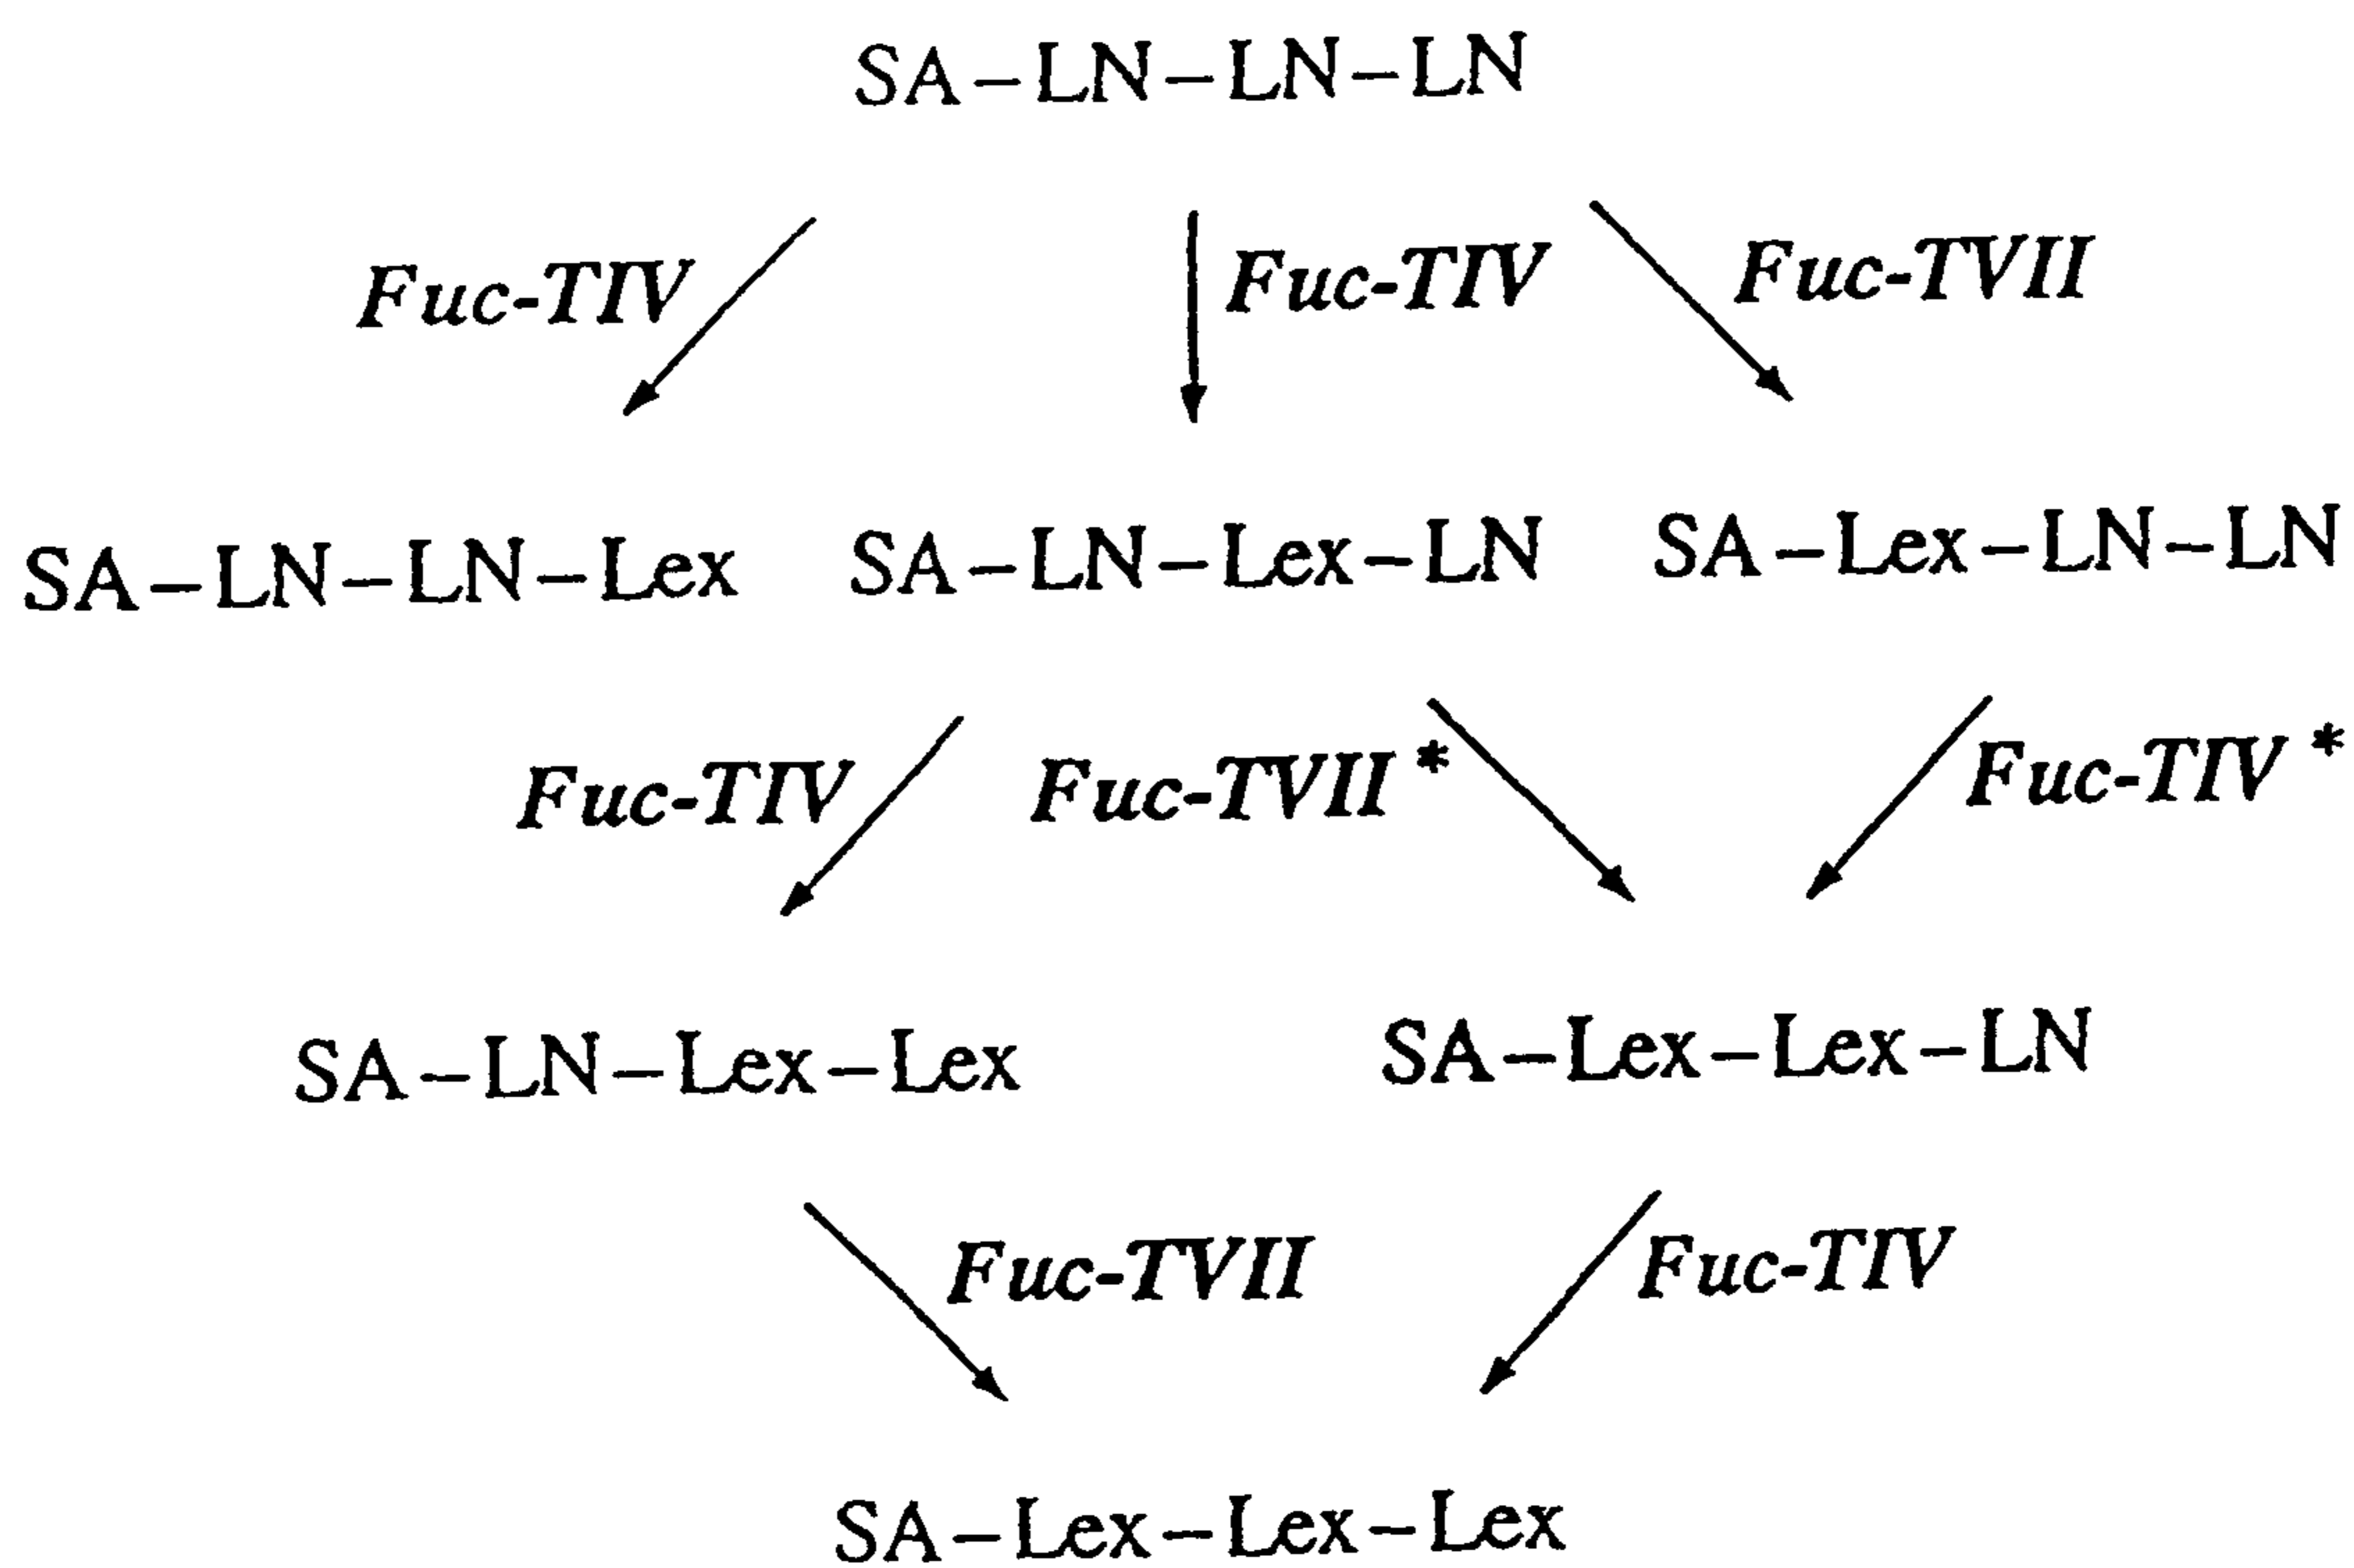 SA–LN–LN–LN
Fuc-TIV Fuc-TIV Fuc-TVII
SA–LN–LN–Lex SA–LN–Lex–LN SA–Lex–LN–LN
Fuc-TIV Fuc-TVII * Fuc-TIV *
SA–LN–Lex–Lex SA–Lex–Lex–LN
Fuc-TVII Fuc-TIV
SA–Lex–Lex–Lex